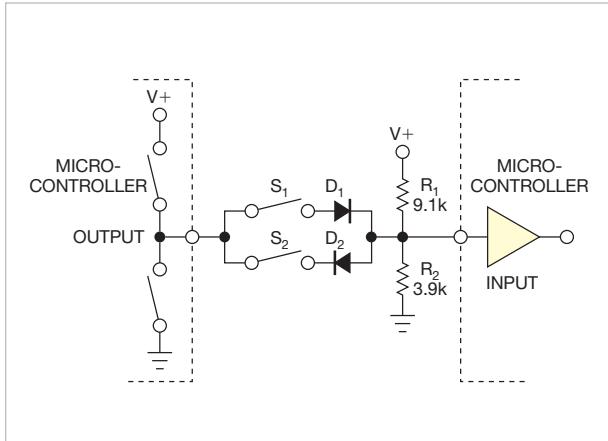 V+
MICRO-
CONTROLLER
OUTPUT
S1
D1
S2
D2
V+
R1
9.1k
R2
3.9k
MICRO-
CONTROLLER
INPUT